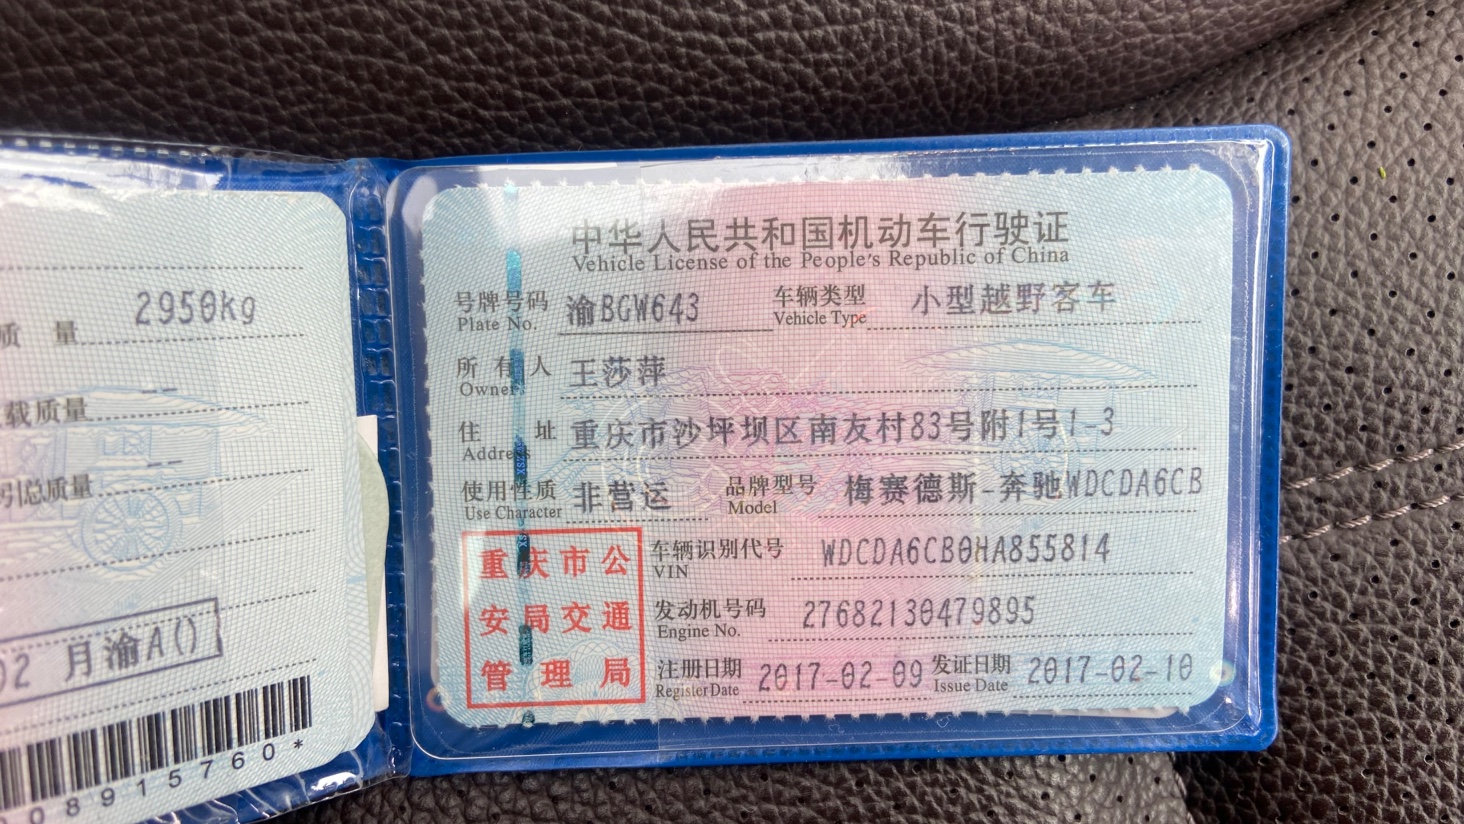 2950kg
质 量
载质量
引总质量
02 月渝A()
08915760*
中华人民共和国机动车行驶证
Vehicle License of the People's Republic of China
号牌号码 渝BGW643 车辆类型 小型越野客车
Plate No. Vehicle Type
所有人 王莎萍
Owner
住 址 重庆市沙坪坝区南友村83号附1号1-3
Address
使用性质 非营运 品牌型号 梅赛德斯-奔驰WDCDA6CB
Use Character Model
重庆市公
安局交通
管理局
车辆识别代号 WDCDA6CB0HA855814
VIN
发动机号码 27682130479895
Engine No.
注册日期 2017-02-09 发证日期 2017-02-10
Register Date Issue Date